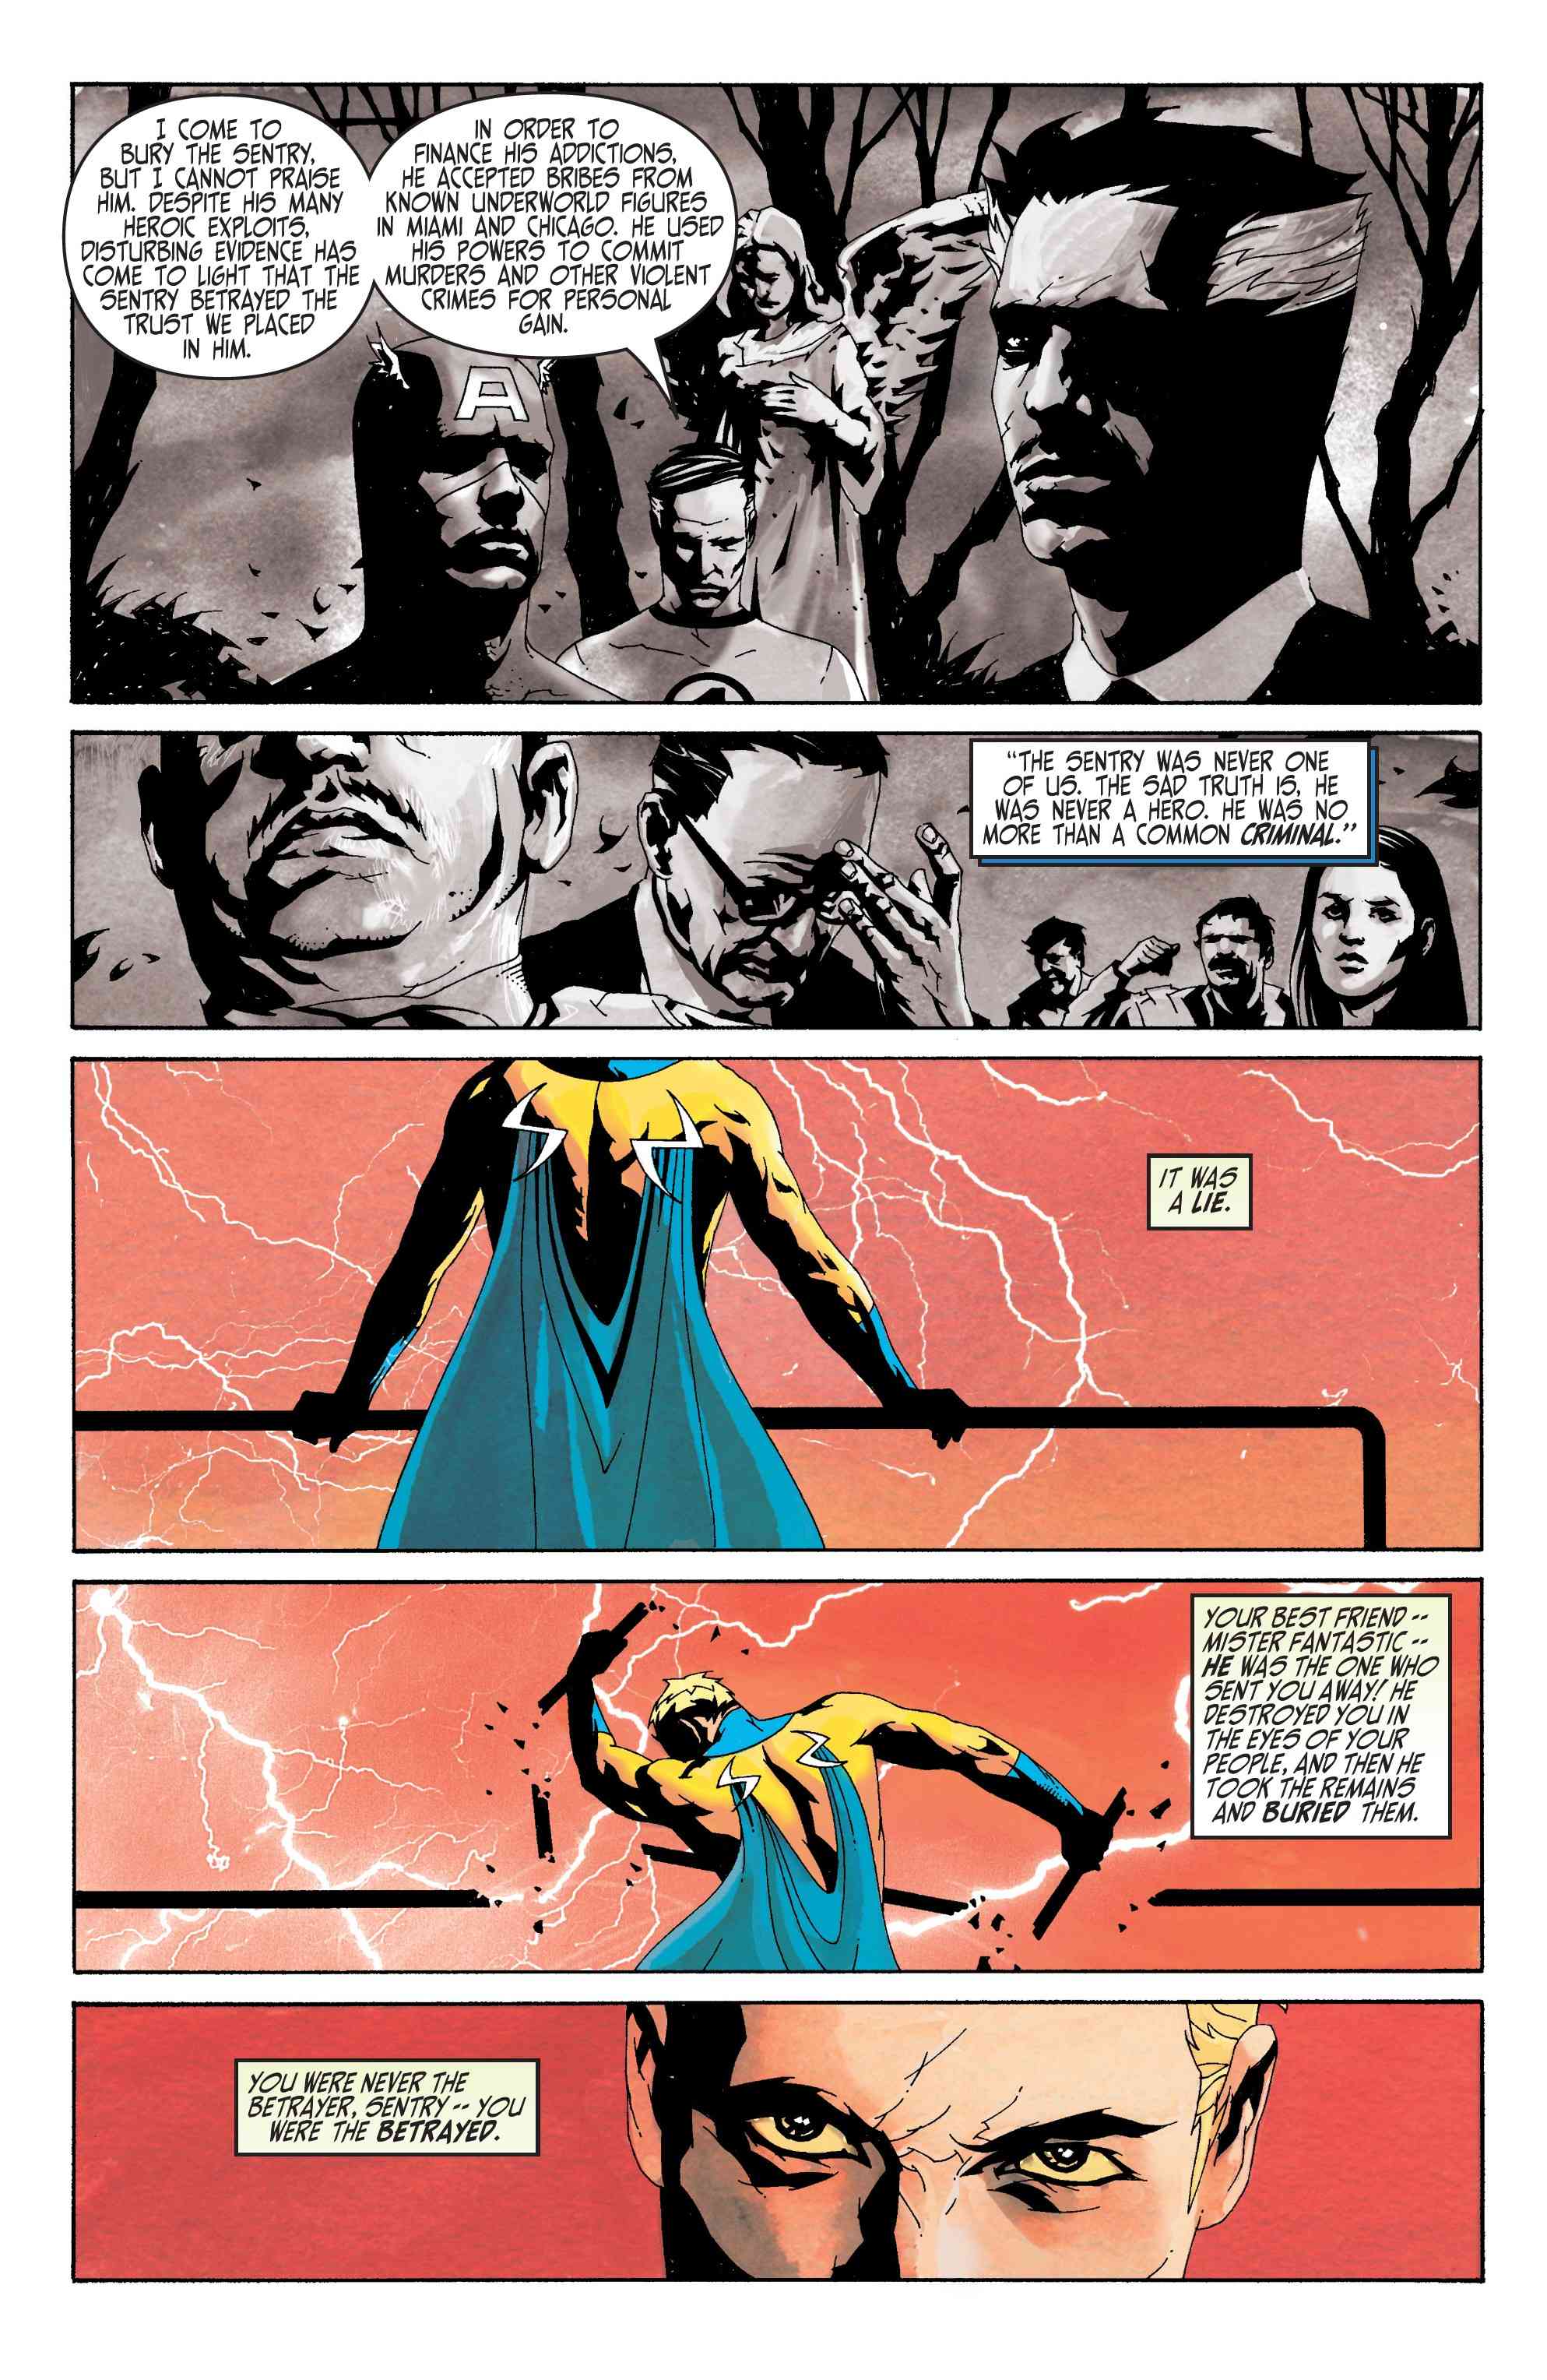 I COME TO
BURY THE SENTRY,
BUT I CANNOT PRAISE
HIM. DESPITE HIS MANY
HEROIC EXPLOITS,
DISTURBING EVIDENCE HAS
COME TO LIGHT THAT THE
SENTRY BETRAYED THE
TRUST WE PLACED
IN HIM.
IN ORDER TO
FINANCE HIS ADDICTIONS,
HE ACCEPTED BRIBES FROM
KNOWN UNDERWORLD FIGURES
IN MIAMI AND CHICAGO. HE USED
HIS POWERS TO COMMIT
MURDERS AND OTHER VIOLENT
CRIMES FOR PERSONAL
GAIN.
A
4
"THE SENTRY WAS NEVER ONE
OF US. THE SAD TRUTH IS, HE
WAS NEVER A HERO. HE WAS NO
MORE THAN A COMMON CRIMINAL."
IT WAS
A LIE.
YOUR BEST FRIEND --
MISTER FANTASTIC --
HE WAS THE ONE WHO
SENT YOU AWAY! HE
DESTROYED YOU IN
THE EYES OF YOUR
PEOPLE, AND THEN HE
TOOK THE REMAINS
AND BURIED THEM.
YOU WERE NEVER THE
BETRAYER, SENTRY -- YOU
WERE THE BETRAYED.